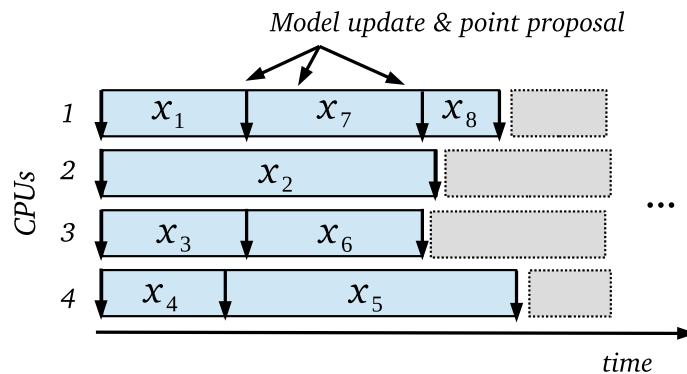 Model update & point proposal
1 x1 x7 x8
2 x2
3 x3 x6
4 x4 x5
CPUs
...
time